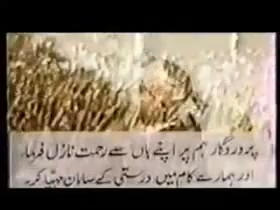 پروردگار ہم پر اپنے ہاں سے رحمت نازل فرما،
اور ہمارے کام میں درستی کے سامان مہیا کر۔